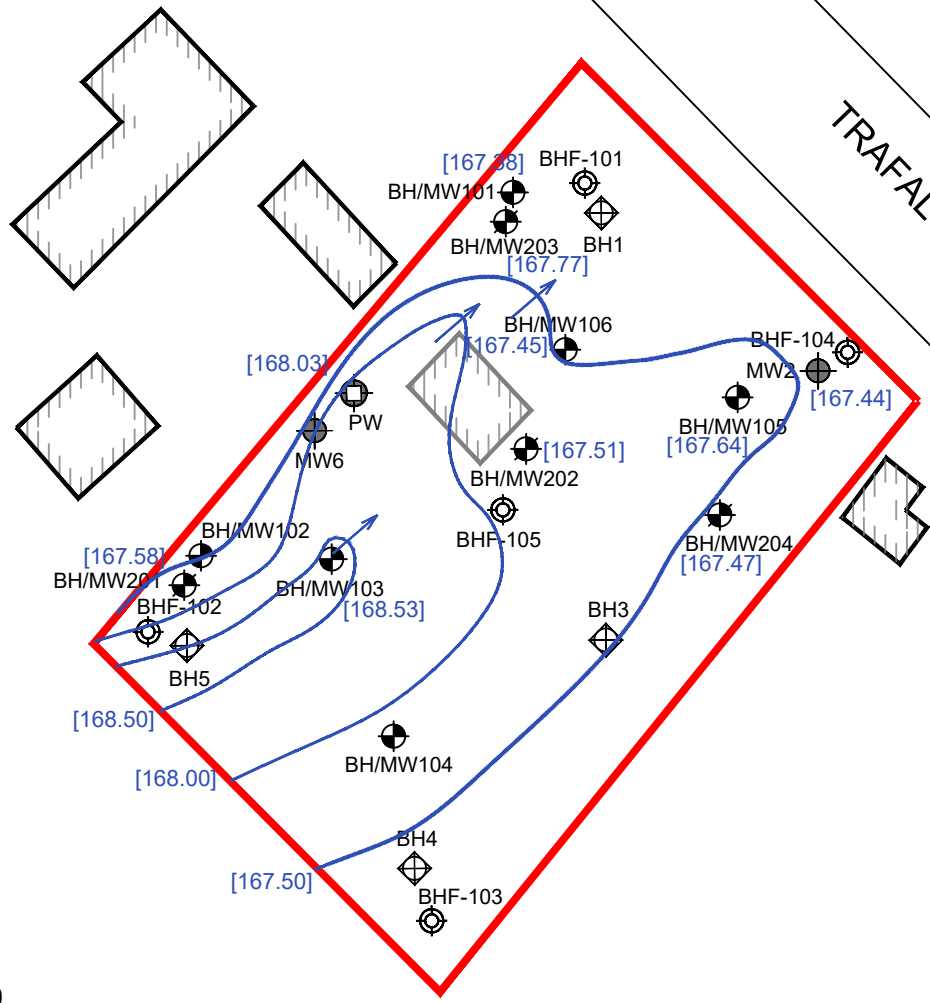 TRAFAL
[167.38]
BHF-101
BH/MW101
BH/MW203
BH1
[167.77]
BH/MW106
[167.45]
BHF-104
MW2
[167.44]
[168.03]
PW
MW6
BH/MW105
[167.64]
[167.51]
BH/MW202
BHF-105
BH/MW204
[167.47]
BH/MW102
[167.58]
BH/MW201
BHF-102
BH/MW103
[168.53]
BH3
BH5
[168.50]
[168.00]
BH/MW104
BH4
[167.50]
BHF-103